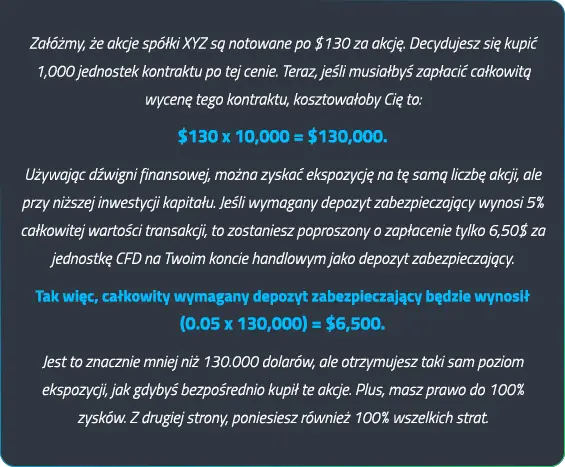 Załóżmy, że akcje spółki XYZ są notowane po $130 za akcję. Decydujesz się kupić
1,000 jednostek kontraktu po tej cenie. Teraz, jeśli musiałbyś zapłacić całkowitą
wycenę tego kontraktu, kosztowałoby Cię to:
$130 x 10,000 = $130,000.
Używając dźwigni finansowej, można zyskać ekspozycję na tę samą liczbę akcji, ale
przy niższej inwestycji kapitału. Jeśli wymagany depozyt zabezpieczający wynosi 5%
całkowitej wartości transakcji, to zostaniesz poproszony o zapłacenie tylko 6,50$ za
jednostkę CFD na Twoim koncie handlowym jako depozyt zabezpieczający.
Tak więc, całkowity wymagany depozyt zabezpieczający będzie wynosił
(0.05 x 130,000) = $6,500.
Jest to znacznie mniej niż 130.000 dolarów, ale otrzymujesz taki sam poziom
ekspozycji, jak gdybyś bezpośrednio kupił te akcje. Plus, masz prawo do 100%
zysków. Z drugiej strony, poniesiesz również 100% wszelkich strat.